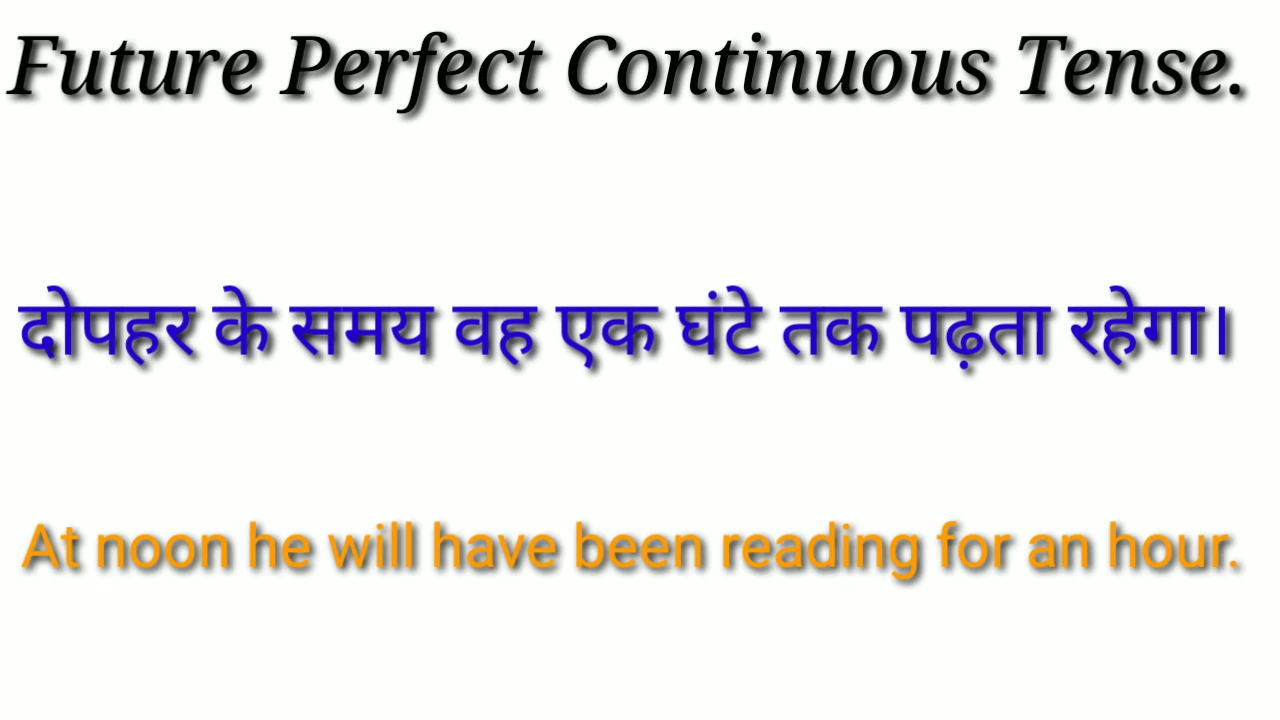 Future Perfect Continuous Tense.
दोपहर के समय वह एक घंटे तक पढ़ता रहेगा।
At noon he will have been reading for an hour.